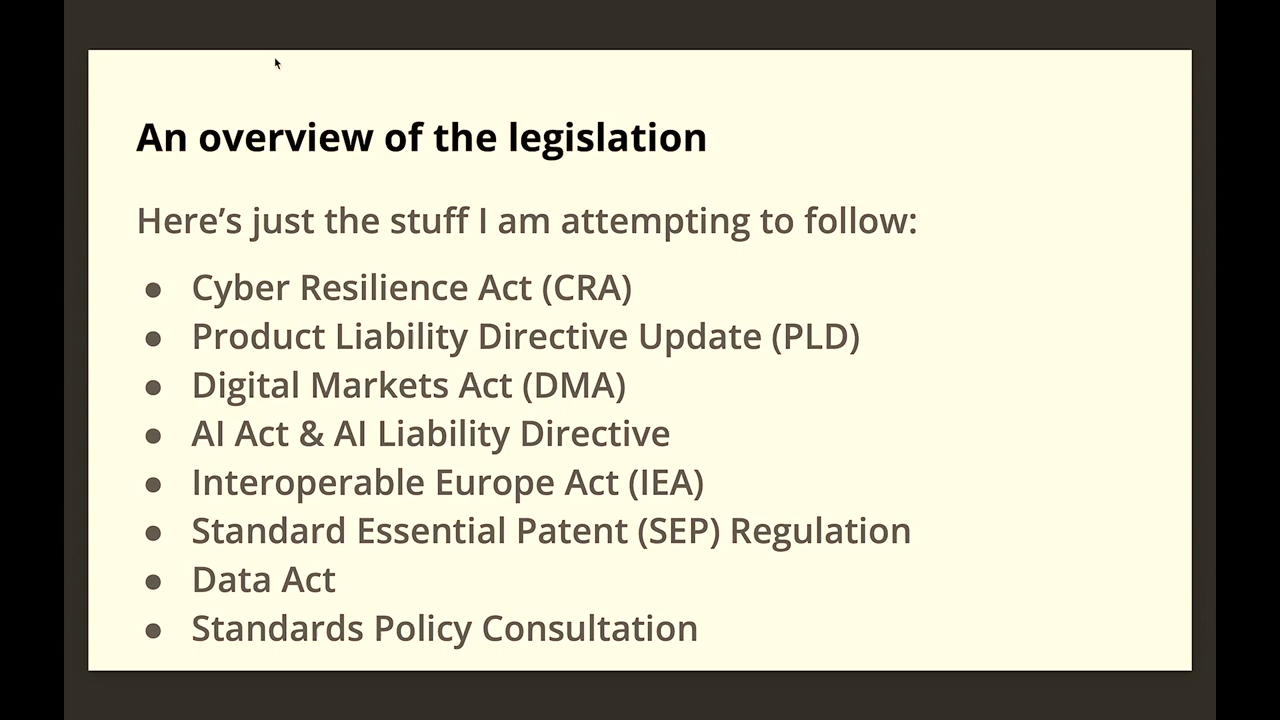 An overview of the legislation
Here’s just the stuff I am attempting to follow:
● Cyber Resilience Act (CRA)
● Product Liability Directive Update (PLD)
● Digital Markets Act (DMA)
● AI Act & AI Liability Directive
● Interoperable Europe Act (IEA)
● Standard Essential Patent (SEP) Regulation
● Data Act
● Standards Policy Consultation